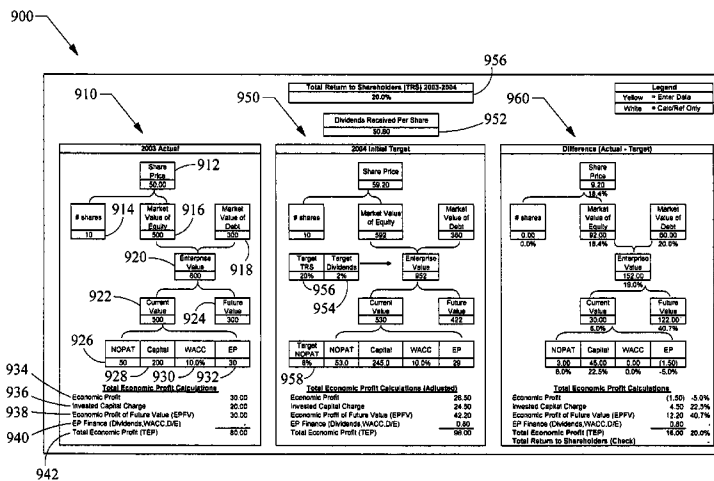 900
Total Return to Shareholders (TRS) 2003-2004
20.0%
956
Legend
Yellow = Enter Data
White = Calc/Ref Only
910
950
960
Dividends Received Per Share
$0.80
952
2003 Actual
Share Price
50.00
912
# shares
10
914
Market Value of Equity
500
916
Market Value of Debt
300
918
920
Enterprise Value
800
922
Current Value
500
924
Future Value
300
926
NOPAT
50
Capital
200
WACC
10.0%
EP
30
928
930
932
Total Economic Profit Calculations
934
Economic Profit 30.00
936
Invested Capital Charge 20.00
938
Economic Profit of Future Value (EPFV) 30.00
940
EP Finance (Dividends,WACC,D/E)
Total Economic Profit (TEP) 80.00
942
2004 Initial Target
Share Price
59.20
# shares
10
Market Value of Equity
592
Market Value of Debt
360
Target TRS
20%
Target Dividends
2%
Enterprise Value
952
956
954
Current Value
530
Future Value
422
Target NOPAT
6%
NOPAT
53.0
Capital
245.0
WACC
10.0%
EP
29
958
Total Economic Profit Calculations (Adjusted)
Economic Profit 28.50
Invested Capital Charge 24.50
Economic Profit of Future Value (EPFV) 42.20
EP Finance (Dividends,WACC,D/E) 0.80
Total Economic Profit (TEP) 96.00
Difference (Actual - Target)
Share Price
9.20
18.4%
# shares
0.00
0.0%
Market Value of Equity
92.00
18.4%
Market Value of Debt
60.00
20.0%
Enterprise Value
152.00
19.0%
Current Value
30.00
6.0%
Future Value
122.00
40.7%
NOPAT
3.00
6.0%
Capital
45.00
22.5%
WACC
0.00
0.0%
EP
(1.50)
-5.0%
Total Economic Profit Calculations
Economic Profit (1.50) -5.0%
Invested Capital Charge 4.50 22.5%
Economic Profit of Future Value (EPFV) 12.20 40.7%
EP Finance (Dividends,WACC,D/E) 0.80
Total Economic Profit (TEP) 16.00 20.0%
Total Return to Shareholders (Check)